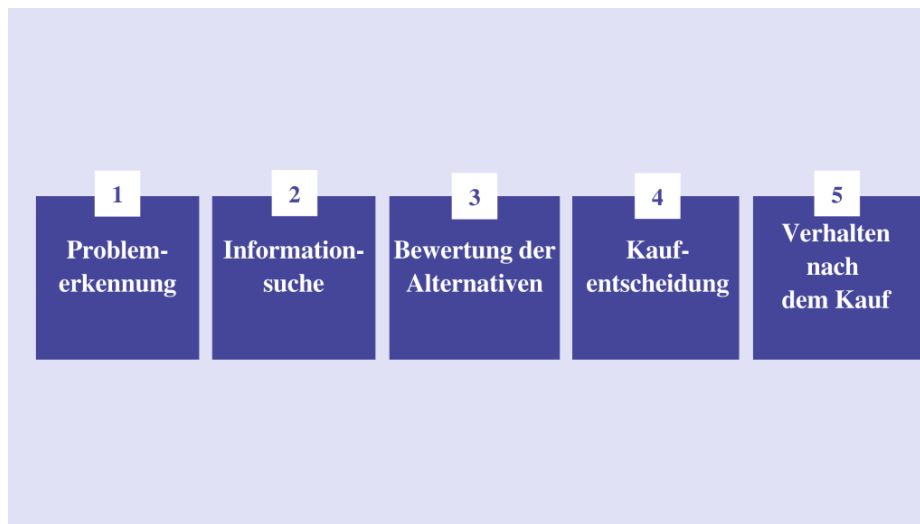 1
Problem-
erkennung
2
Information-
suche
3
Bewertung der
Alternativen
4
Kauf-
entscheidung
5
Verhalten
nach
dem Kauf